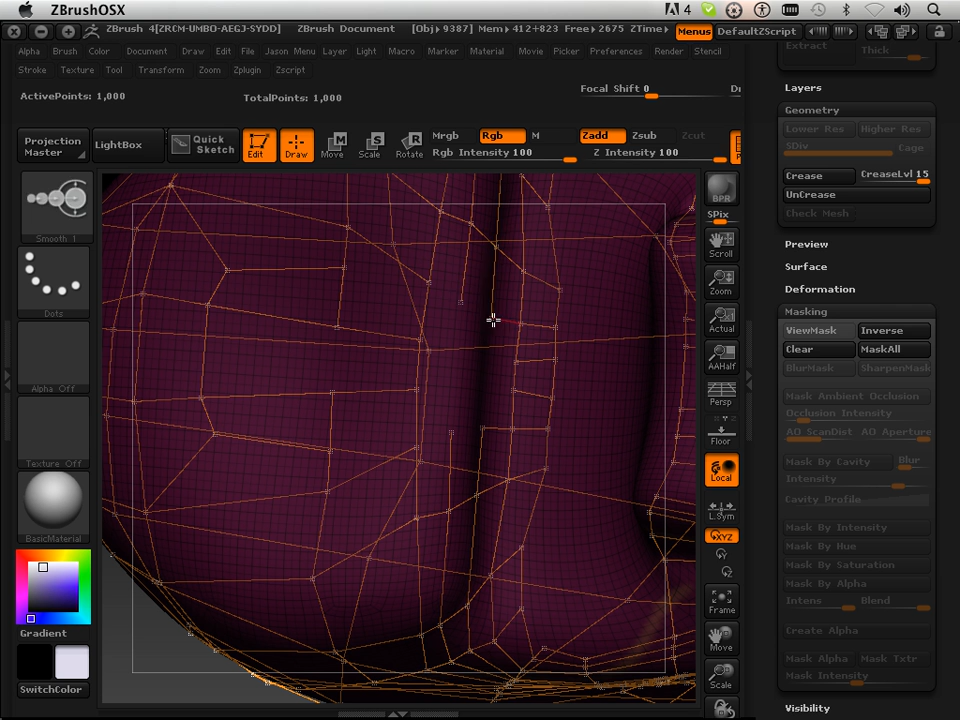 ZBrushOSX 4
ZBrush 4[ZRCM-UMBO-AEGJ-SYDD] [Obj] 9387] Mem=412+823 Free=2675 ZTime▸ Menus DefaultZScript
Alpha Brush Color Document Draw Edit File Jason Menu Layer Light Macro Marker Material Movie Picker Preferences Render Stencil
Stroke Texture Tool Transform Zoom Zplugin Zscript
ActivePoints: 1,000 TotalPoints: 1,000 Focal Shift 0 Dr
Projection Master LightBox Quick Sketch Edit Draw Move Scale Rotate
Mrgb Rgb M Zadd Zsub Zcut
Rgb Intensity 100 Z Intensity 100
Smooth 1
Dots
Alpha Off
Texture Off
BasicMaterial
Gradient
SwitchColor
BPR
SPix
Scroll
Zoom
Actual
AAHalf
Persp
Floor
Local
L.Sym
XYZ
Frame
Move
Scale
Extract Thick
Layers
Geometry
Lower Res Higher Res
SDiv Cage
Crease CreaseLvl 15
UnCrease
Check Mesh
Preview
Surface
Deformation
Masking
ViewMask Inverse
Clear MaskAll
BlurMask SharpenMask
Mask Ambient Occlusion
Occlusion Intensity
AO ScanDist AO Aperture
Mask By Cavity Blur
Intensity
Cavity Profile
Mask By Intensity
Mask By Hue
Mask By Saturation
Mask By Alpha
Intens Blend
Create Alpha
Mask Alpha Mask Txtr
Mask Intensity
Visibility